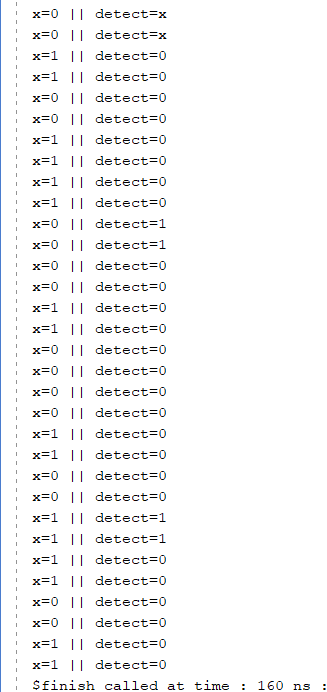 x=0 || detect=x
x=0 || detect=x
x=1 || detect=0
x=1 || detect=0
x=0 || detect=0
x=0 || detect=0
x=1 || detect=0
x=1 || detect=0
x=1 || detect=0
x=1 || detect=0
x=0 || detect=1
x=0 || detect=1
x=0 || detect=0
x=0 || detect=0
x=1 || detect=0
x=1 || detect=0
x=0 || detect=0
x=0 || detect=0
x=0 || detect=0
x=0 || detect=0
x=1 || detect=0
x=1 || detect=0
x=0 || detect=0
x=0 || detect=0
x=1 || detect=1
x=1 || detect=1
x=1 || detect=0
x=1 || detect=0
x=0 || detect=0
x=0 || detect=0
x=1 || detect=0
x=1 || detect=0
$finish called at time : 160 ns :